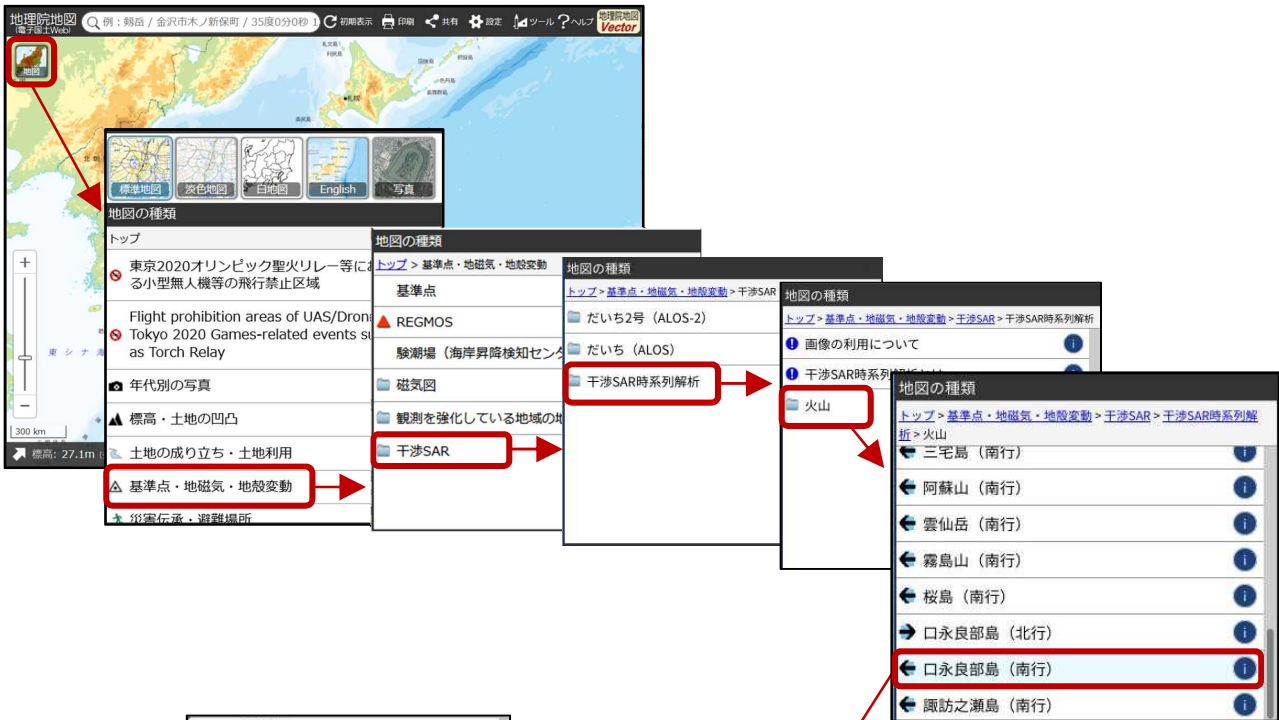 地理院地図
(電子国土Web)
例：剱岳 / 金沢市木ノ新保町 / 35度0分0秒 1
初期表示
印刷
共有
設定
ツール
ヘルプ
地理院地図
Vector
地図
札幌
東 シ ナ 海
300 km
標高: 27.1m
標準地図
淡色地図
白地図
English
写真
地図の種類
トップ
東京2020オリンピック聖火リレー等にお
る小型無人機等の飛行禁止区域
Flight prohibition areas of UAS/Dron
Tokyo 2020 Games-related events su
as Torch Relay
年代別の写真
標高・土地の凹凸
土地の成り立ち・土地利用
基準点・地磁気・地殻変動
災害伝承・避難場所
地図の種類
トップ > 基準点・地磁気・地殻変動
基準点
REGMOS
験潮場（海岸昇降検知セン
磁気図
観測を強化している地域の地
干渉SAR
地図の種類
トップ > 基準点・地磁気・地殻変動 > 干渉SAR
だいち2号（ALOS-2）
だいち（ALOS）
干渉SAR時系列解析
地図の種類
トップ > 基準点・地磁気・地殻変動 > 干渉SAR > 干渉SAR時系列解析
画像の利用について
干渉SAR時系列解析とは
火山
地図の種類
トップ > 基準点・地磁気・地殻変動 > 干渉SAR > 干渉SAR時系列解
析 > 火山
三宅島（南行）
阿蘇山（南行）
雲仙岳（南行）
霧島山（南行）
桜島（南行）
口永良部島（北行）
口永良部島（南行）
諏訪之瀬島（南行）